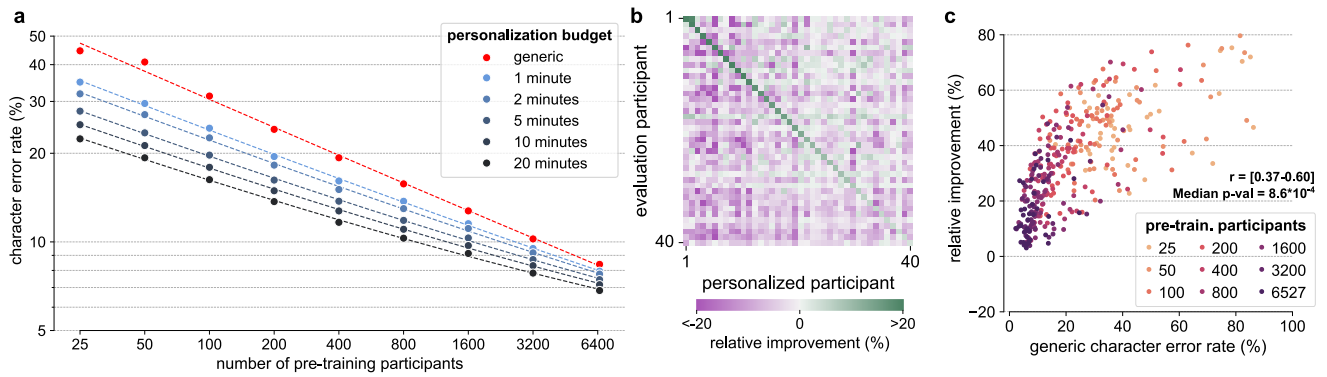 a
50
40
30
20
10
5
character error rate (%)
25 50 100 200 400 800 1600 3200 6400
number of pre-training participants
personalization budget
generic
1 minute
2 minutes
5 minutes
10 minutes
20 minutes
b
1
40
evaluation participant
1 40
personalized participant
<-20 0 >20
relative improvement (%)
c
80
60
40
20
0
−20
relative improvement (%)
r = [0.37-0.60]
Median p-val = 8.6*10⁻⁴
pre-train. participants
25 200 1600
50 400 3200
100 800 6527
0 20 40 60 80 100
generic character error rate (%)